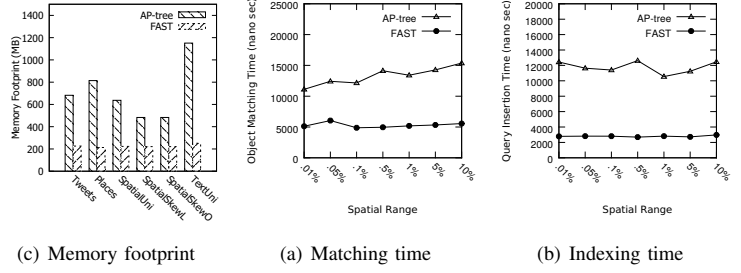 Memory Footprint (MB)
1500
1400
1200
1000
800
600
400
200
0
AP-tree
FAST
Tweets
Places
SpatialUni
SpatialSkewL
SpatialSkewO
TextUni
(c) Memory footprint
Object Matching Time (nano sec)
25000
20000
15000
10000
5000
0
AP-tree
FAST
.01%
.05%
.1%
.5%
1%
5%
10%
Spatial Range
(a) Matching time
Query Insertion Time (nano sec)
20000
18000
16000
14000
12000
10000
8000
6000
4000
2000
0
AP-tree
FAST
.01%
.05%
.1%
.5%
1%
5%
10%
Spatial Range
(b) Indexing time